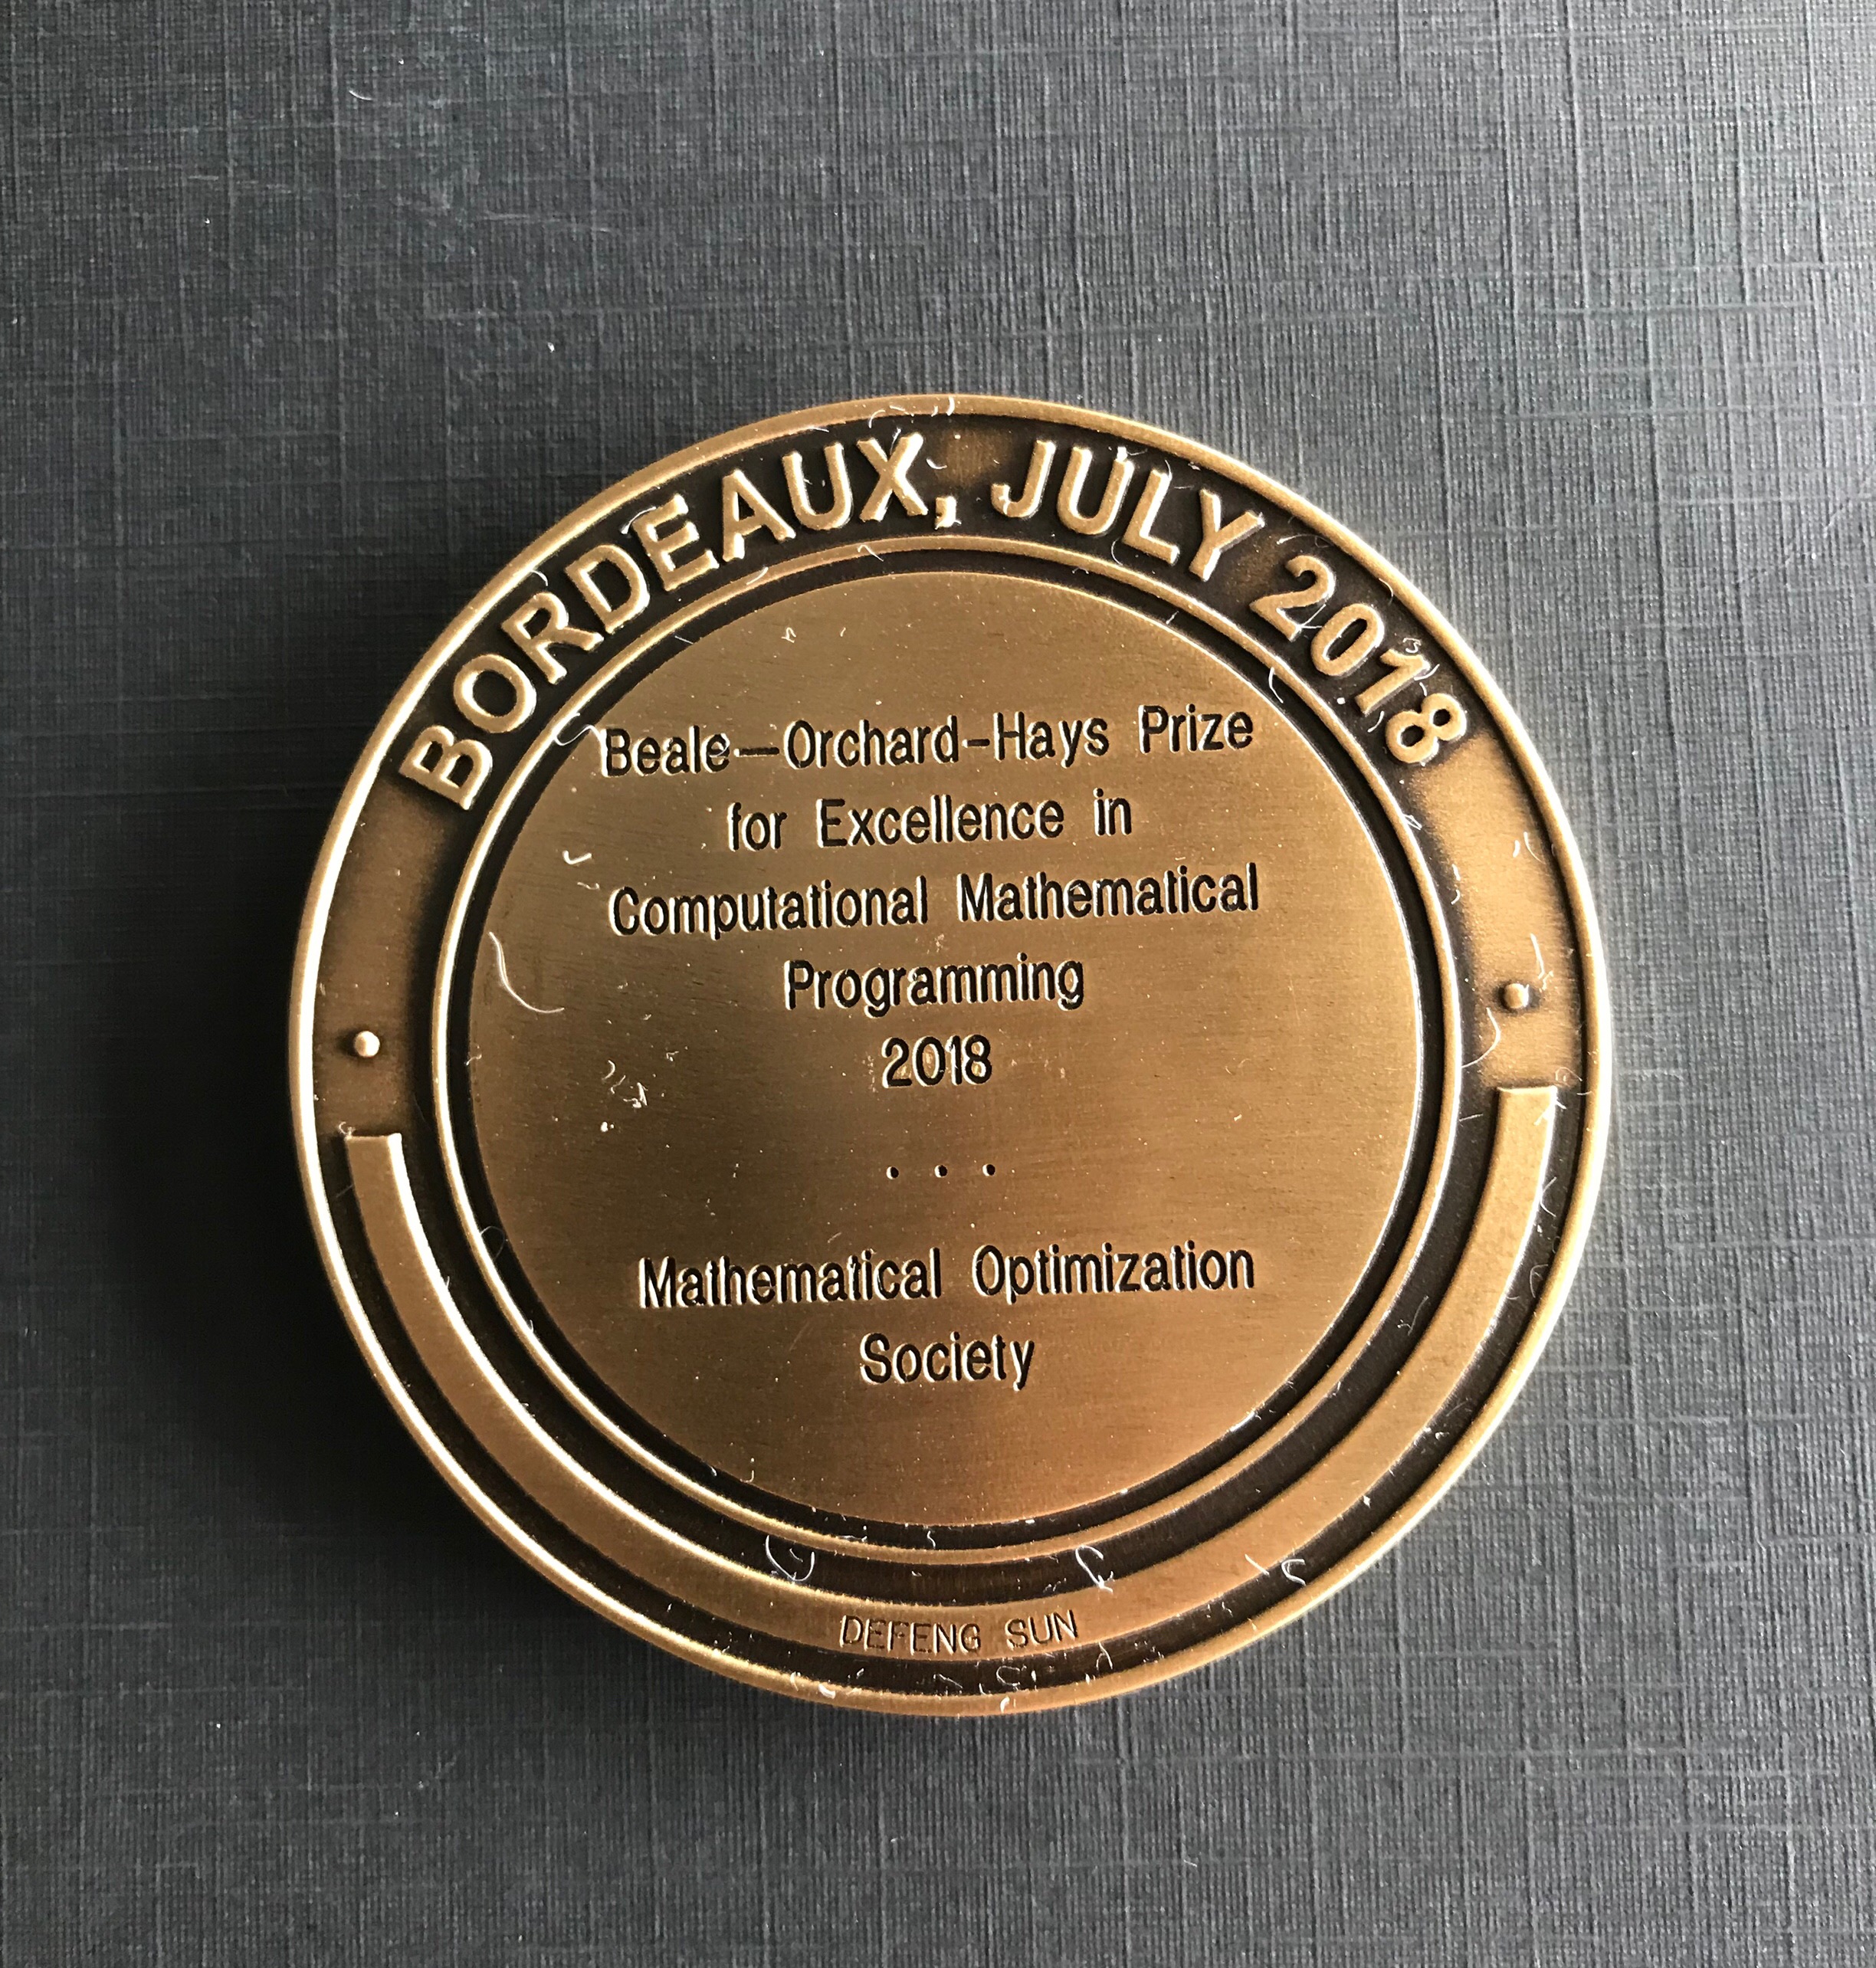 BORDEAUX, JULY 2018
Beale—Orchard-Hays Prize
for Excellence in
Computational Mathematical
Programming
2018
. . .
Mathematical Optimization
Society
DEFENG SUN